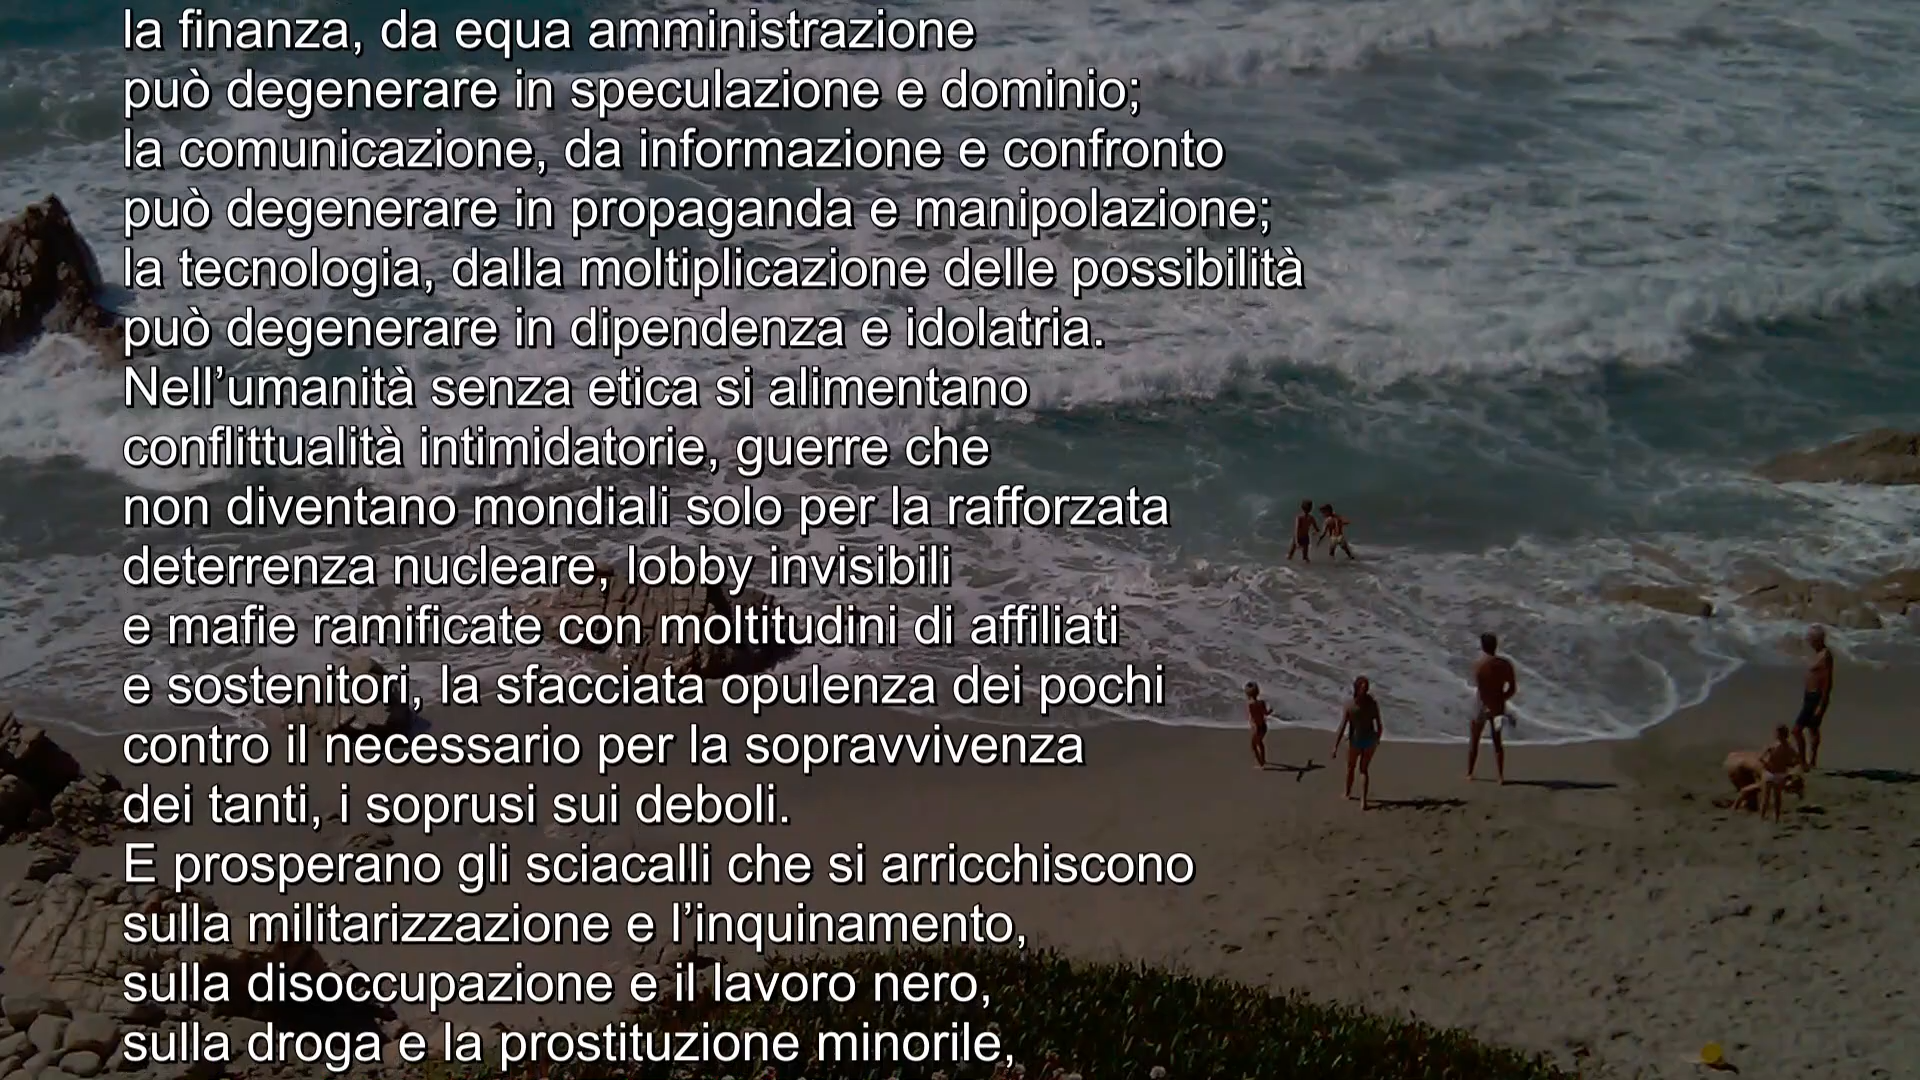 la finanza, da equa amministrazione
può degenerare in speculazione e dominio;
la comunicazione, da informazione e confronto
può degenerare in propaganda e manipolazione;
la tecnologia, dalla moltiplicazione delle possibilità
può degenerare in dipendenza e idolatria.
Nell’umanità senza etica si alimentano
conflittualità intimidatorie, guerre che
non diventano mondiali solo per la rafforzata
deterrenza nucleare, lobby invisibili
e mafie ramificate con moltitudini di affiliati
e sostenitori, la sfacciata opulenza dei pochi
contro il necessario per la sopravvivenza
dei tanti, i soprusi sui deboli.
E prosperano gli sciacalli che si arricchiscono
sulla militarizzazione e l’inquinamento,
sulla disoccupazione e il lavoro nero,
sulla droga e la prostituzione minorile,